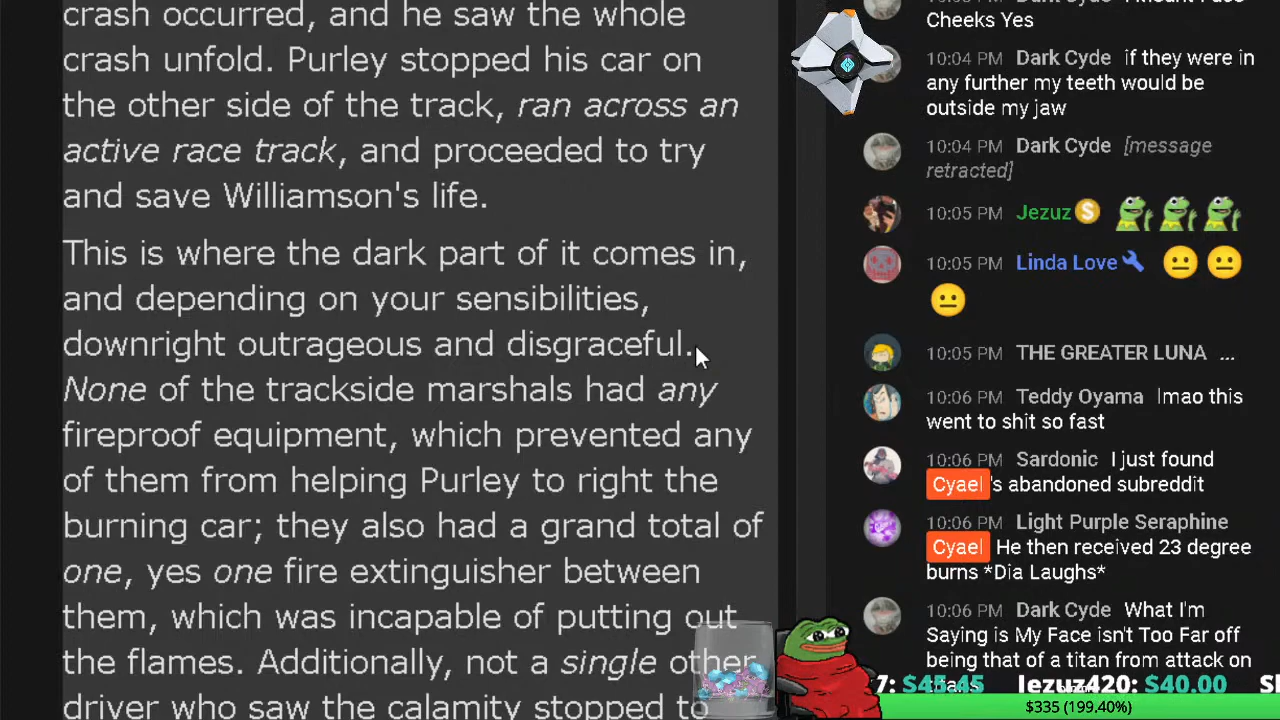 crash occurred, and he saw the whole
crash unfold. Purley stopped his car on
the other side of the track, ran across an
active race track, and proceeded to try
and save Williamson's life.
This is where the dark part of it comes in,
and depending on your sensibilities,
downright outrageous and disgraceful.
None of the trackside marshals had any
fireproof equipment, which prevented any
of them from helping Purley to right the
burning car; they also had a grand total of
one, yes one fire extinguisher between
them, which was incapable of putting out
the flames. Additionally, not a single other
driver who saw the calamity stopped to
Cheeks Yes
10:04 PM Dark Cyde if they were in
any further my teeth would be
outside my jaw
10:04 PM Dark Cyde [message
retracted]
10:05 PM Jezuz S
10:05 PM Linda Love
10:05 PM THE GREATER LUNA ...
10:06 PM Teddy Oyama lmao this
went to shit so fast
10:06 PM Sardonic I just found
Cyael 's abandoned subreddit
10:06 PM Light Purple Seraphine
Cyael He then received 23 degree
burns *Dia Laughs*
10:06 PM Dark Cyde What I'm
Saying is My Face isn't Too Far off
being that of a titan from attack on
7: $45.45 Jezuz420: $40.00
$335 (199.40%)